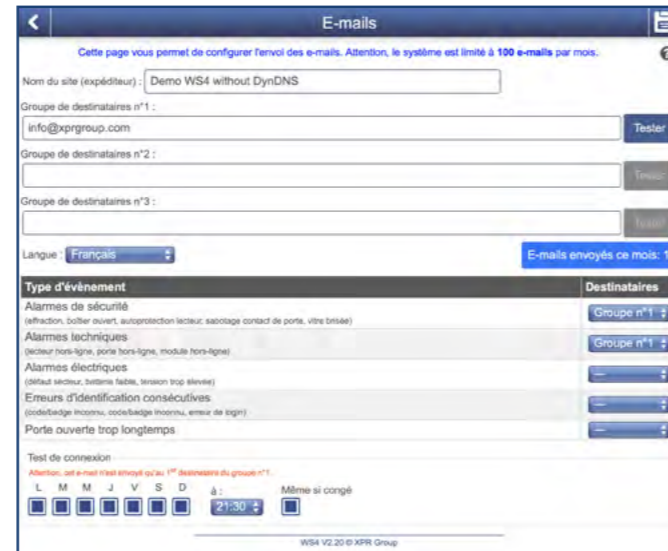 E-mails
Cette page vous permet de configurer l'envoi des e-mails. Attention, le système est limité à 100 e-mails par mois.
Nom du site (expéditeur) : Demo WS4 without DynDNS
Groupe de destinataires n°1 :
info@xprgroup.com Tester
Groupe de destinataires n°2 :
Tester
Groupe de destinataires n°3 :
Tester
Langue : Français E-mails envoyés ce mois: 1
Type d'évènement Destinataires
Alarmes de sécurité Groupe n°1
(effraction, boîtier ouvert, autoprotection lecteur, sabotage contact de porte, vitre brisée)
Alarmes techniques Groupe n°1
(lecteur hors-ligne, porte hors-ligne, module hors-ligne)
Alarmes électriques ---
(défaut secteur, batterie faible, tension trop élevée)
Erreurs d'identification consécutives ---
(code/badge inconnu, code/badge inconnu, erreur de login)
Porte ouverte trop longtemps ---
Test de connexion
Attention, cet e-mail n'est envoyé qu'au 1er destinataire du groupe n°1.
L M M J V S D à : Même si congé
21:30
WS4 V2.20 © XPR Group